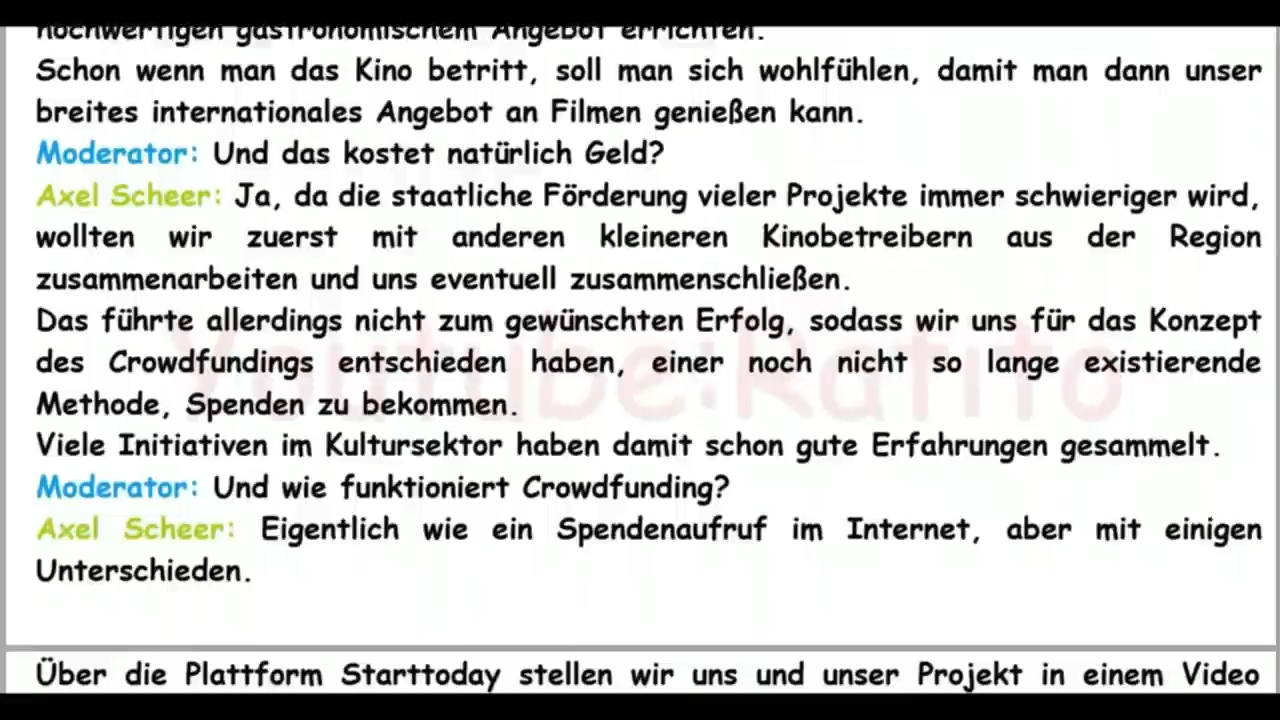 hochwertigen gastronomischem Angebot errichten.
Schon wenn man das Kino betritt, soll man sich wohlfühlen, damit man dann unser
breites internationales Angebot an Filmen genießen kann.
Moderator: Und das kostet natürlich Geld?
Axel Scheer: Ja, da die staatliche Förderung vieler Projekte immer schwieriger wird,
wollten wir zuerst mit anderen kleineren Kinobetreibern aus der Region
zusammenarbeiten und uns eventuell zusammenschließen.
Das führte allerdings nicht zum gewünschten Erfolg, sodass wir uns für das Konzept
des Crowdfundings entschieden haben, einer noch nicht so lange existierende
Methode, Spenden zu bekommen.
Youtube:Ratito
Viele Initiativen im Kultursektor haben damit schon gute Erfahrungen gesammelt.
Moderator: Und wie funktioniert Crowdfunding?
Axel Scheer: Eigentlich wie ein Spendenaufruf im Internet, aber mit einigen
Unterschieden.
Über die Plattform Starttoday stellen wir uns und unser Projekt in einem Video